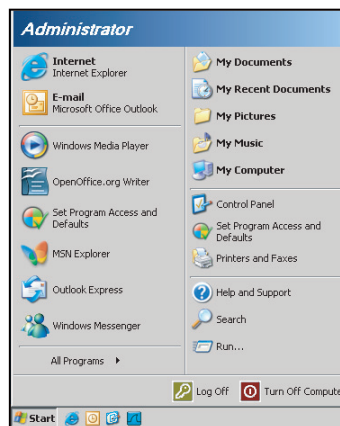 Administrator
Internet
Internet Explorer
E-mail
Microsoft Office Outlook
Windows Media Player
OpenOffice.org Writer
Set Program Access and
Defaults
MSN Explorer
Outlook Express
Windows Messenger
All Programs
My Documents
My Recent Documents
My Pictures
My Music
My Computer
Control Panel
Set Program Access and
Defaults
Printers and Faxes
Help and Support
Search
Run...
Log Off
Turn Off Compute
Start